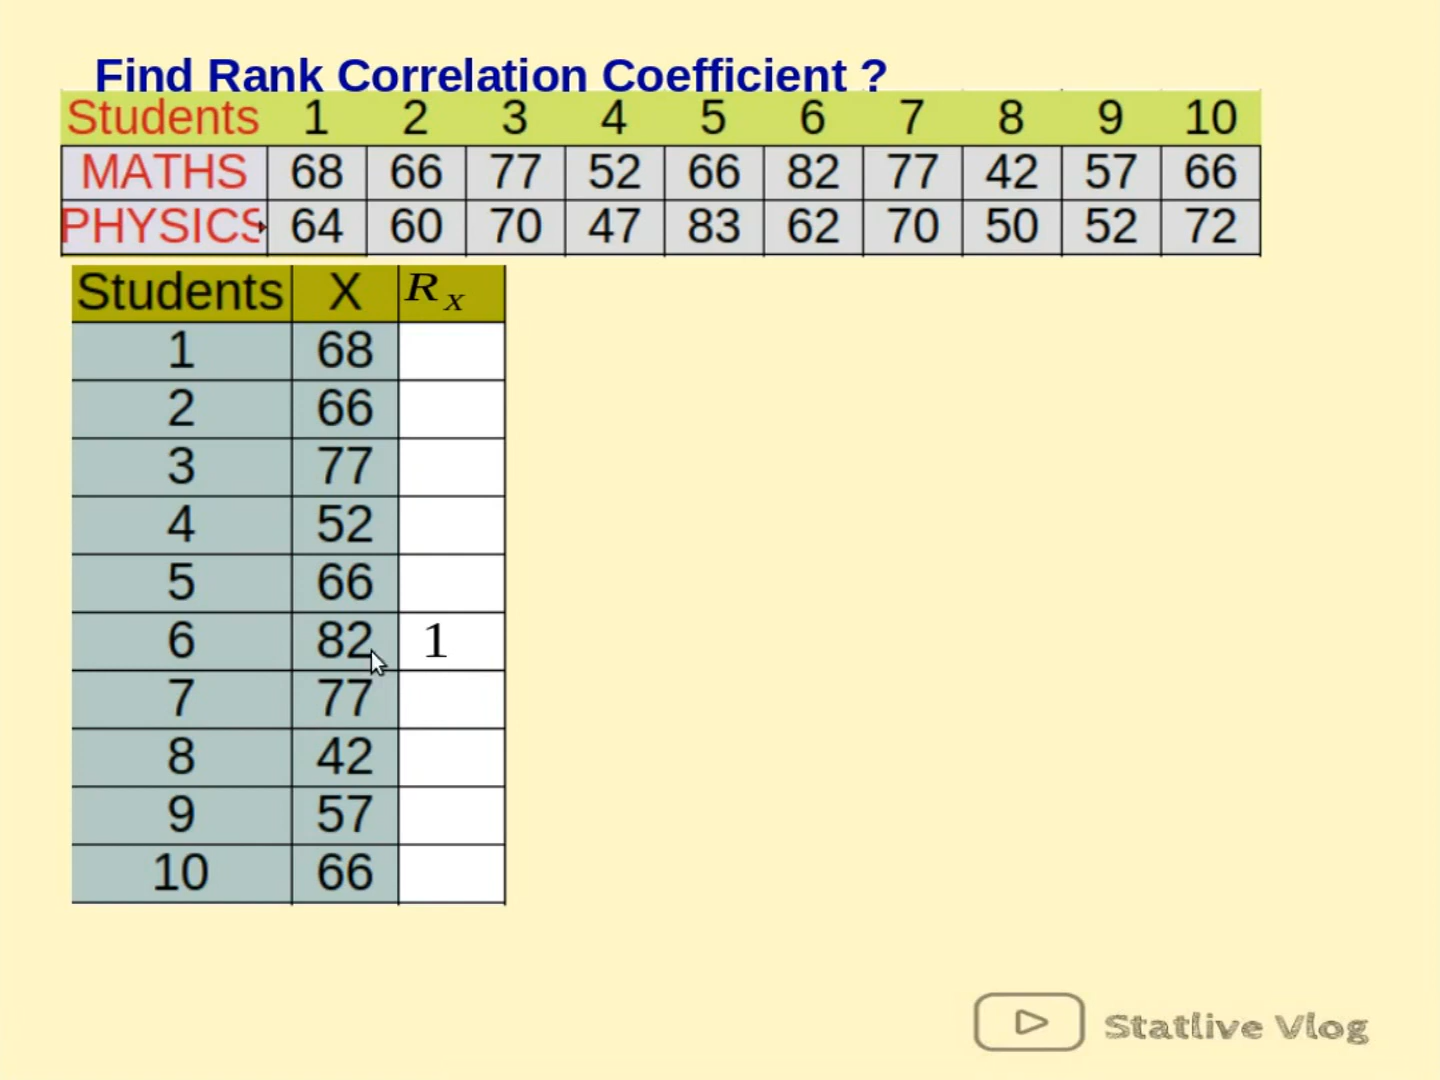 Find Rank Correlation Coefficient ?
Students 1 2 3 4 5 6 7 8 9 10
MATHS 68 66 77 52 66 82 77 42 57 66
PHYSICS 64 60 70 47 83 62 70 50 52 72
Students X R x
1 68
2 66
3 77
4 52
5 66
6 82 1
7 77
8 42
9 57
10 66
Statlive Vlog